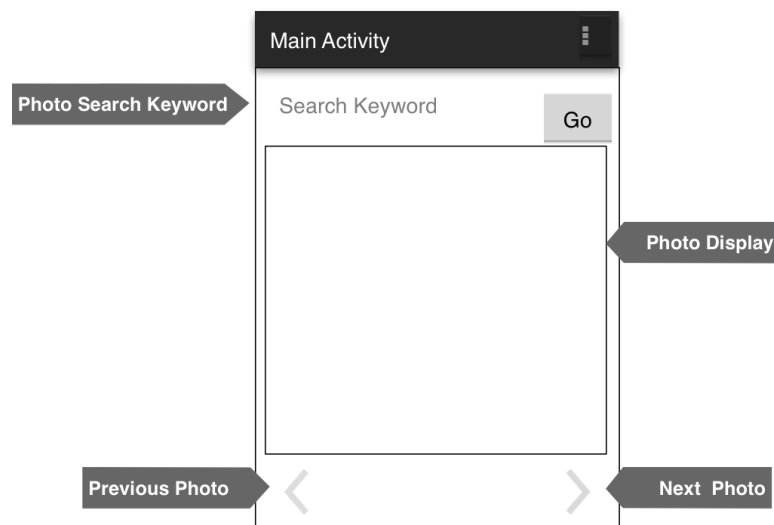 Main Activity
Photo Search Keyword
Search Keyword
Go
Photo Display
Previous Photo
Next Photo